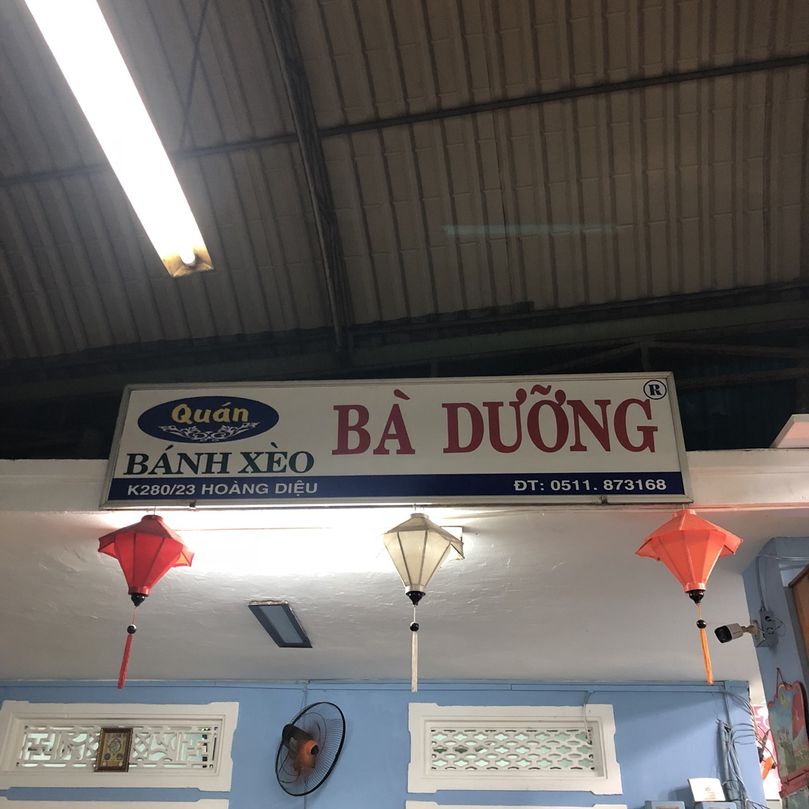 Quán
BÁNH XÈO
BÀ DƯỠNG ®
K280/23 HOÀNG DIỆU
ĐT: 0511. 873168